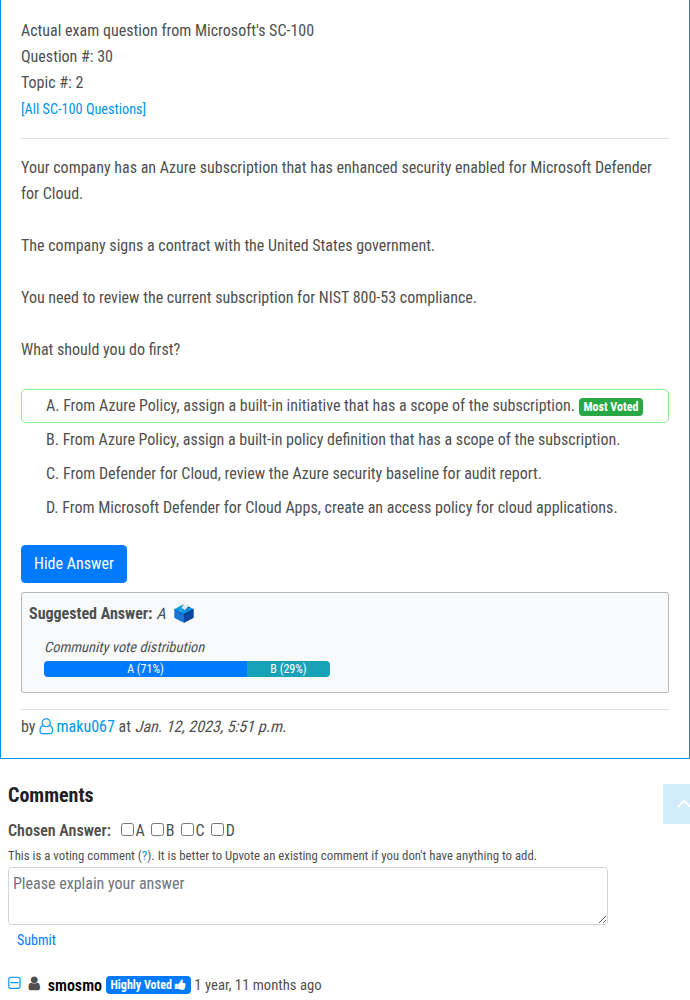 Actual exam question from Microsoft's SC-100
Question #: 30
Topic #: 2
[All SC-100 Questions]
Your company has an Azure subscription that has enhanced security enabled for Microsoft Defender
for Cloud.
The company signs a contract with the United States government.
You need to review the current subscription for NIST 800-53 compliance.
What should you do first?
A. From Azure Policy, assign a built-in initiative that has a scope of the subscription. Most Voted
B. From Azure Policy, assign a built-in policy definition that has a scope of the subscription.
C. From Defender for Cloud, review the Azure security baseline for audit report.
D. From Microsoft Defender for Cloud Apps, create an access policy for cloud applications.
Hide Answer
Suggested Answer: A
Community vote distribution
A (71%) B (29%)
by maku067 at Jan. 12, 2023, 5:51 p.m.
Comments
Chosen Answer: A B C D
This is a voting comment (?). It is better to Upvote an existing comment if you don't have anything to add.
Please explain your answer
Submit
smosmo Highly Voted 1 year, 11 months ago